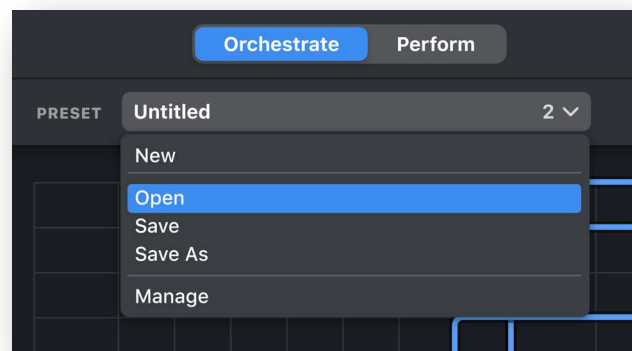 Orchestrate Perform
PRESET Untitled 2
New
Open
Save
Save As
Manage